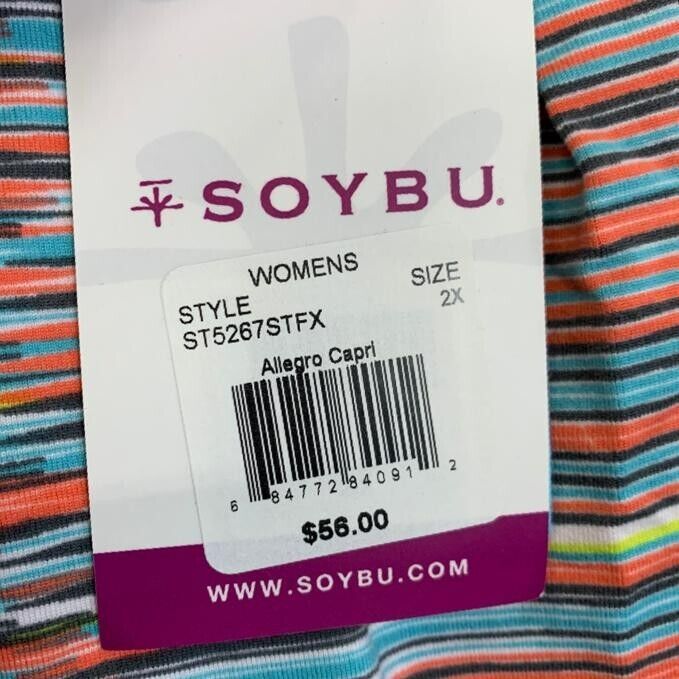 SOYBU.
WOMENS
STYLE
SIZE
ST5267STFX
2X
Allegro Capri
6 84772 84091 2
$56.00
WWW.SOYBU.COM